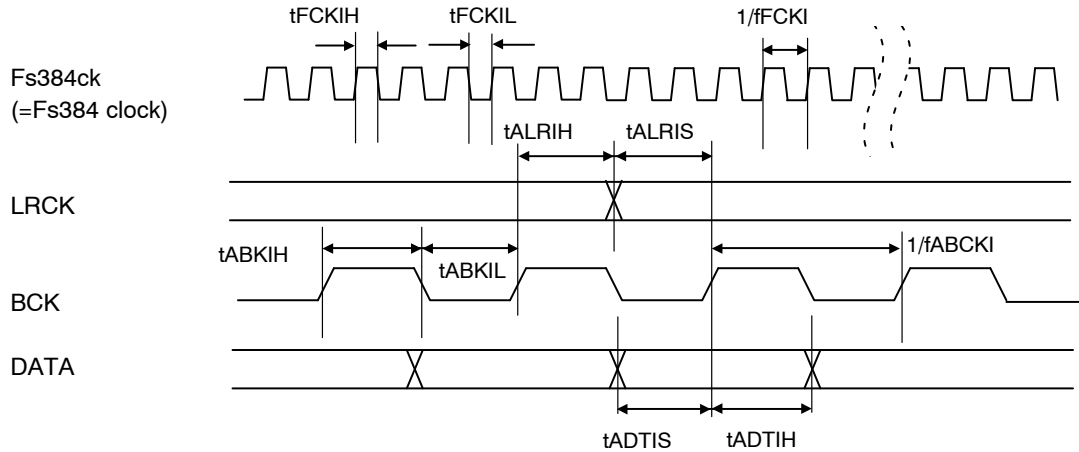 tFCKIH tFCKIL 1/fFCKI
Fs384ck
(=Fs384 clock)
tALRIH tALRIS
LRCK
tABKIH tABKIL 1/fABCKI
BCK
DATA
tADTIS tADTIH